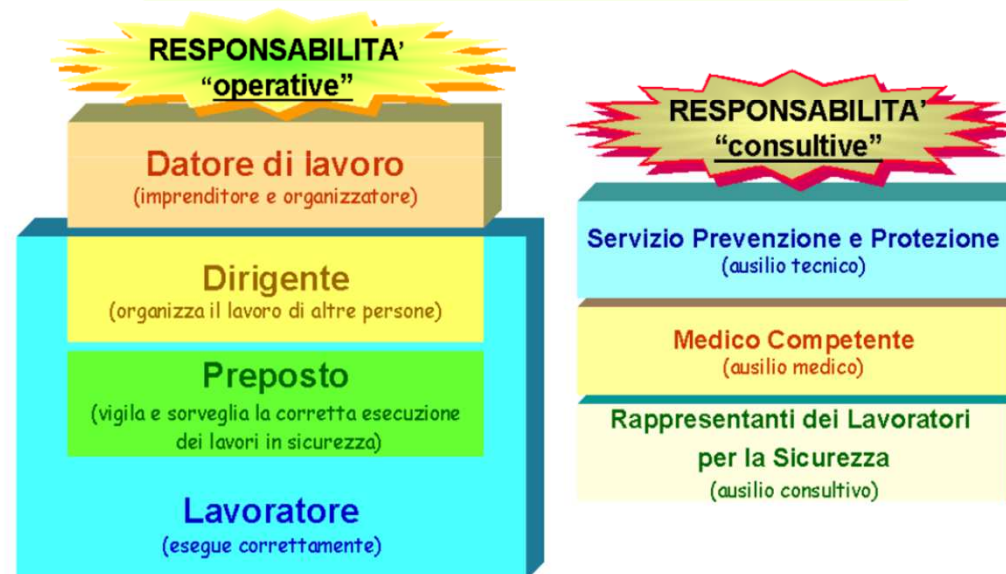 RESPONSABILITA'
“operative”
Datore di lavoro
(imprenditore e organizzatore)
Dirigente
(organizza il lavoro di altre persone)
Preposto
(vigila e sorveglia la corretta esecuzione
dei lavori in sicurezza)
Lavoratore
(esegue correttamente)
RESPONSABILITA'
“consultive”
Servizio Prevenzione e Protezione
(ausilio tecnico)
Medico Competente
(ausilio medico)
Rappresentanti dei Lavoratori
per la Sicurezza
(ausilio consultivo)